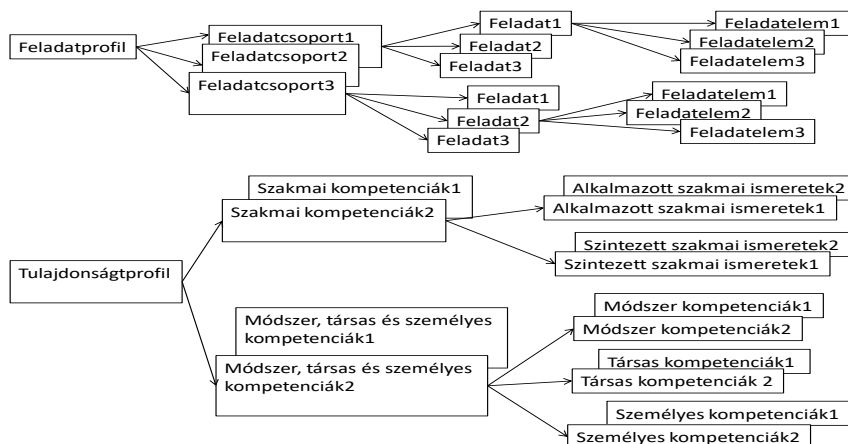 Feladatprofil
Feladatcsoport1
Feladatcsoport2
Feladatcsoport3
Feladat1
Feladat2
Feladat3
Feladatelem1
Feladatelem2
Feladatelem3
Feladat1
Feladat2
Feladat3
Feladatelem1
Feladatelem2
Feladatelem3
Tulajdonságtprofil
Szakmai kompetenciák1
Szakmai kompetenciák2
Alkalmazott szakmai ismeretek2
Alkalmazott szakmai ismeretek1
Szintezett szakmai ismeretek2
Szintezett szakmai ismeretek1
Módszer, társas és személyes
kompetenciák1
Módszer, társas és személyes
kompetenciák2
Módszer kompetenciák1
Módszer kompetenciák2
Társas kompetenciák1
Társas kompetenciák 2
Személyes kompetenciák1
Személyes kompetenciák2